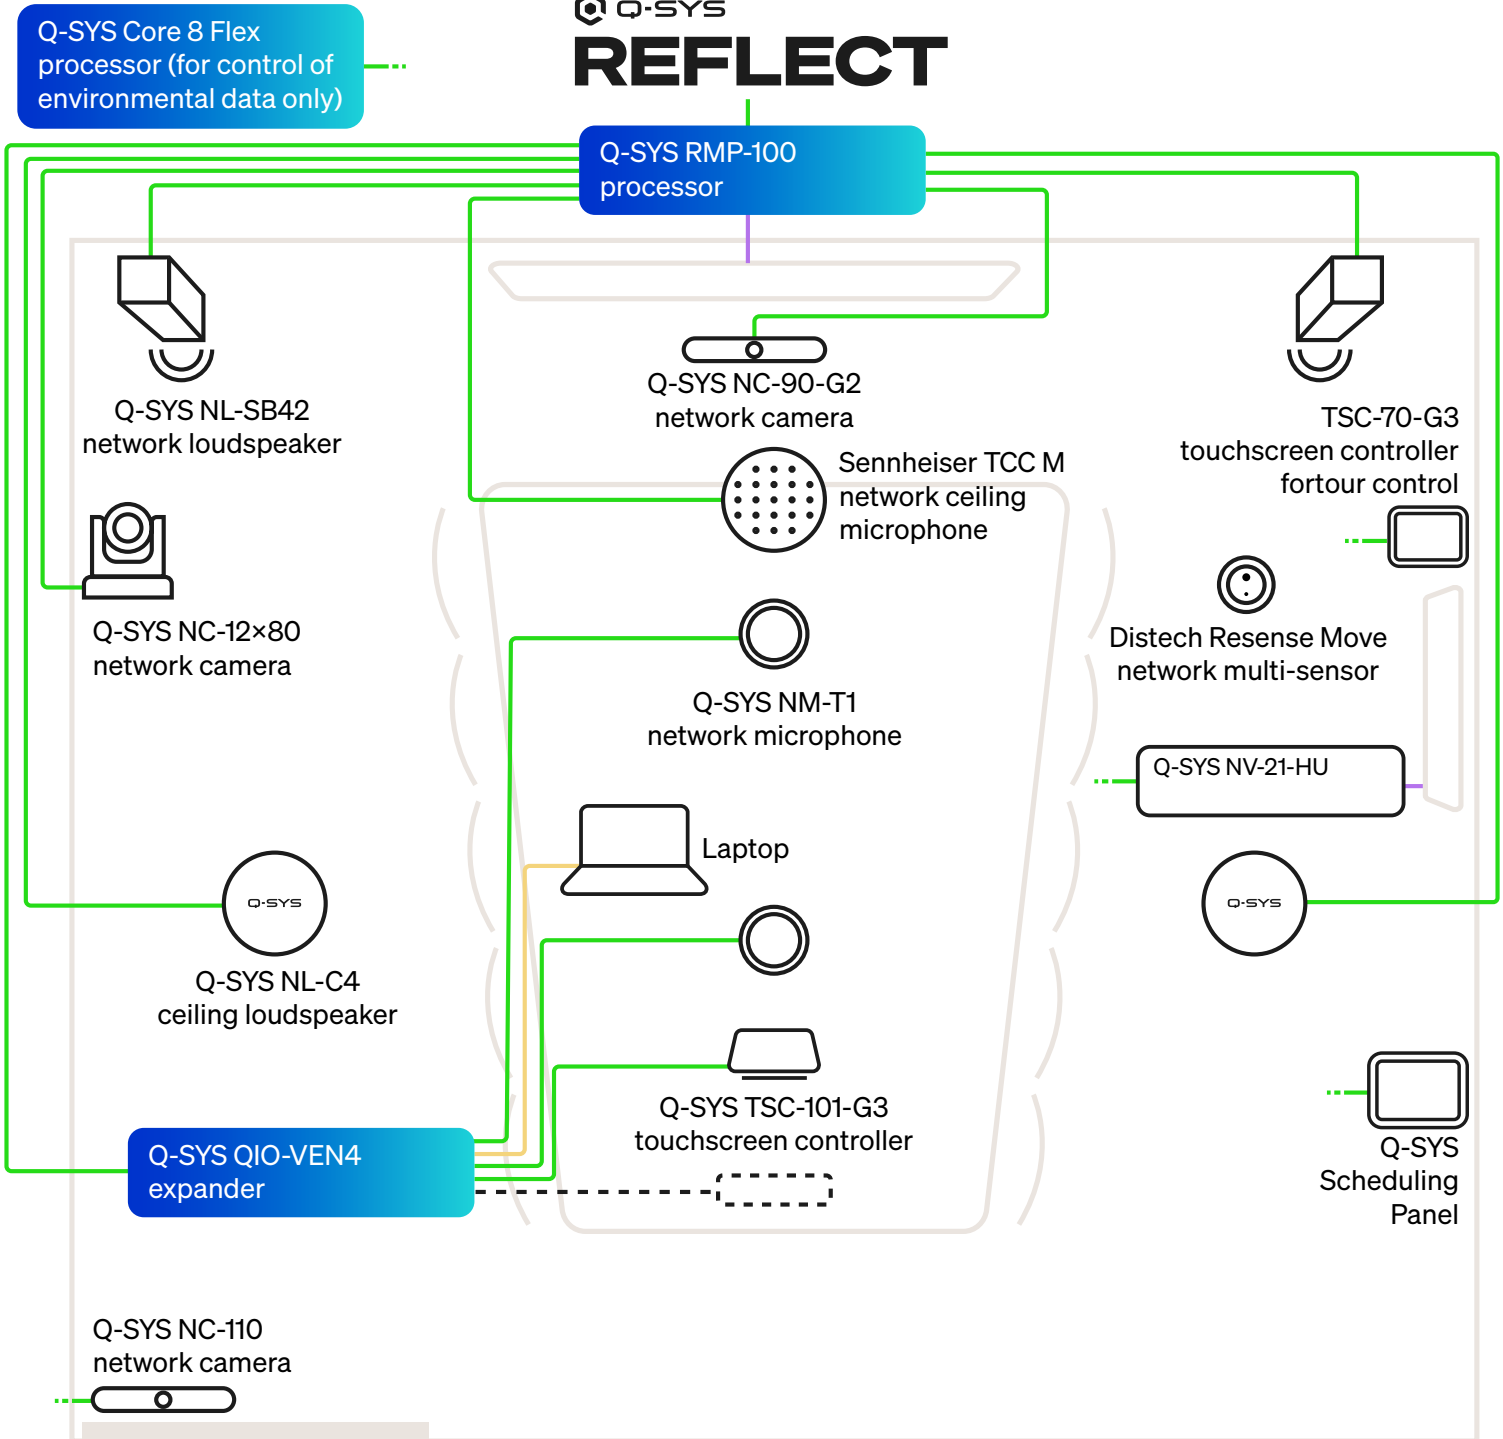 Q-SYS Core 8 Flex
processor (for control of
environmental data only)
Q-SYS
REFLECT
Q-SYS RMP-100
processor
Q-SYS NL-SB42
network loudspeaker
Q-SYS NC-90-G2
network camera
TSC-70-G3
touchscreen controller
fortour control
Sennheiser TCC M
network ceiling
microphone
Q-SYS NC-12×80
network camera
Distech Resense Move
network multi-sensor
Q-SYS NM-T1
network microphone
Q-SYS NV-21-HU
Laptop
Q-SYS
Q-SYS
Q-SYS NL-C4
ceiling loudspeaker
Q-SYS TSC-101-G3
touchscreen controller
Q-SYS QIO-VEN4
expander
Q-SYS
Scheduling
Panel
Q-SYS NC-110
network camera